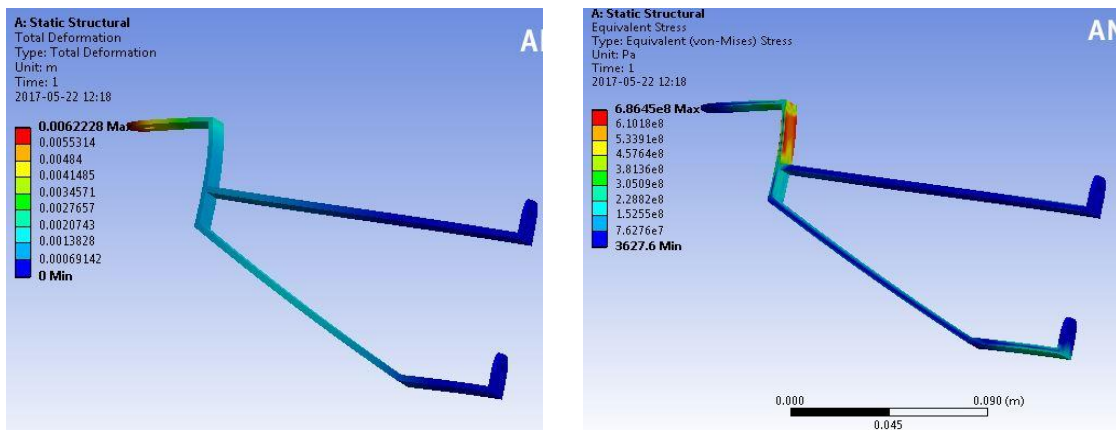 A: Static Structural
Total Deformation
Type: Total Deformation
Unit: m
Time: 1
2017-05-22 12:18
0.0062228 Max
0.0055314
0.00484
0.0041485
0.0034571
0.0027657
0.0020743
0.0013828
0.00069142
0 Min
A: Static Structural
Equivalent Stress
Type: Equivalent (von-Mises) Stress
Unit: Pa
Time: 1
2017-05-22 12:18
AN
6.8645e8 Max
6.1018e8
5.3391e8
4.5764e8
3.8136e8
3.0509e8
2.2882e8
1.5255e8
7.6276e7
3627.6 Min
0.000
0.090 (m)
0.045